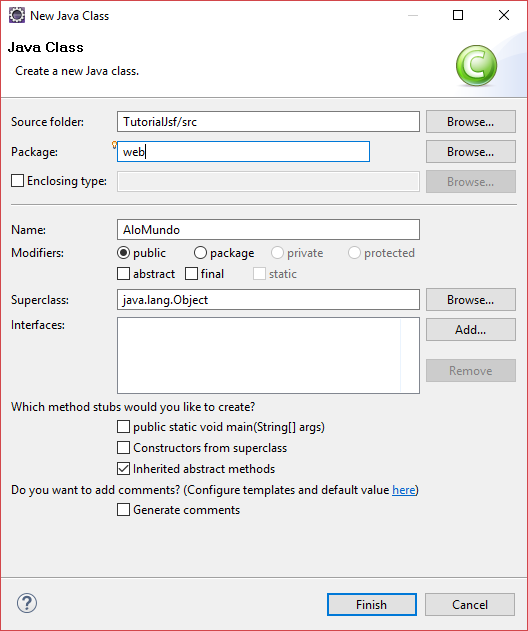 New Java Class
Java Class
Create a new Java class.
Source folder: TutorialJsf/src Browse...
Package: web Browse...
Enclosing type: Browse...
Name: AloMundo
Modifiers: public package private protected
abstract final static
Superclass: java.lang.Object Browse...
Interfaces: Add...
Remove
Which method stubs would you like to create?
public static void main(String[] args)
Constructors from superclass
Inherited abstract methods
Do you want to add comments? (Configure templates and default value here)
Generate comments
? Finish Cancel